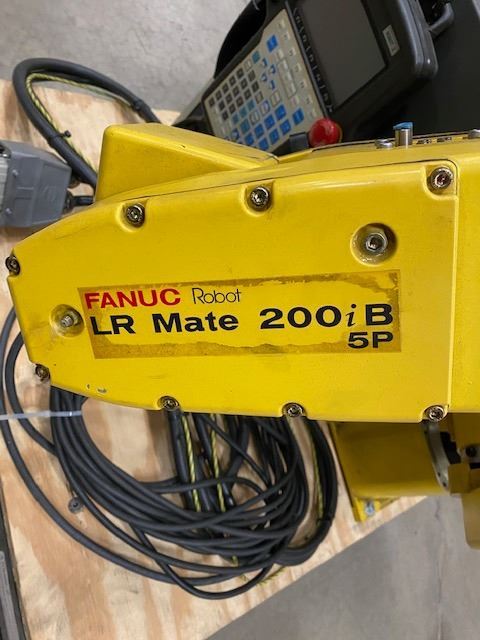 FANUC Robot
LR Mate 200iB
5P